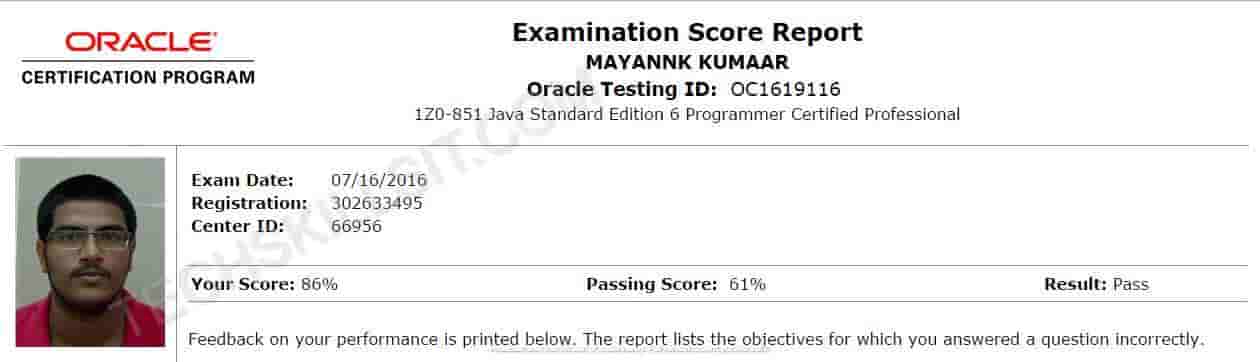 ORACLE
CERTIFICATION PROGRAM
Examination Score Report
MAYANNK KUMAAR
Oracle Testing ID: OC1619116
1Z0-851 Java Standard Edition 6 Programmer Certified Professional
Exam Date: 07/16/2016
Registration: 302633495
Center ID: 66956
Your Score: 86% Passing Score: 61% Result: Pass
Feedback on your performance is printed below. The report lists the objectives for which you answered a question incorrectly.